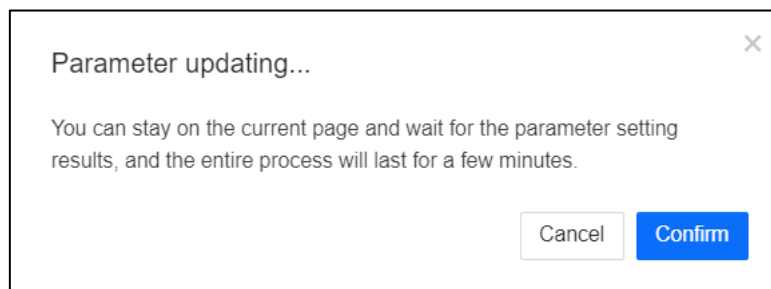 Parameter updating...
You can stay on the current page and wait for the parameter setting
results, and the entire process will last for a few minutes.
Cancel Confirm